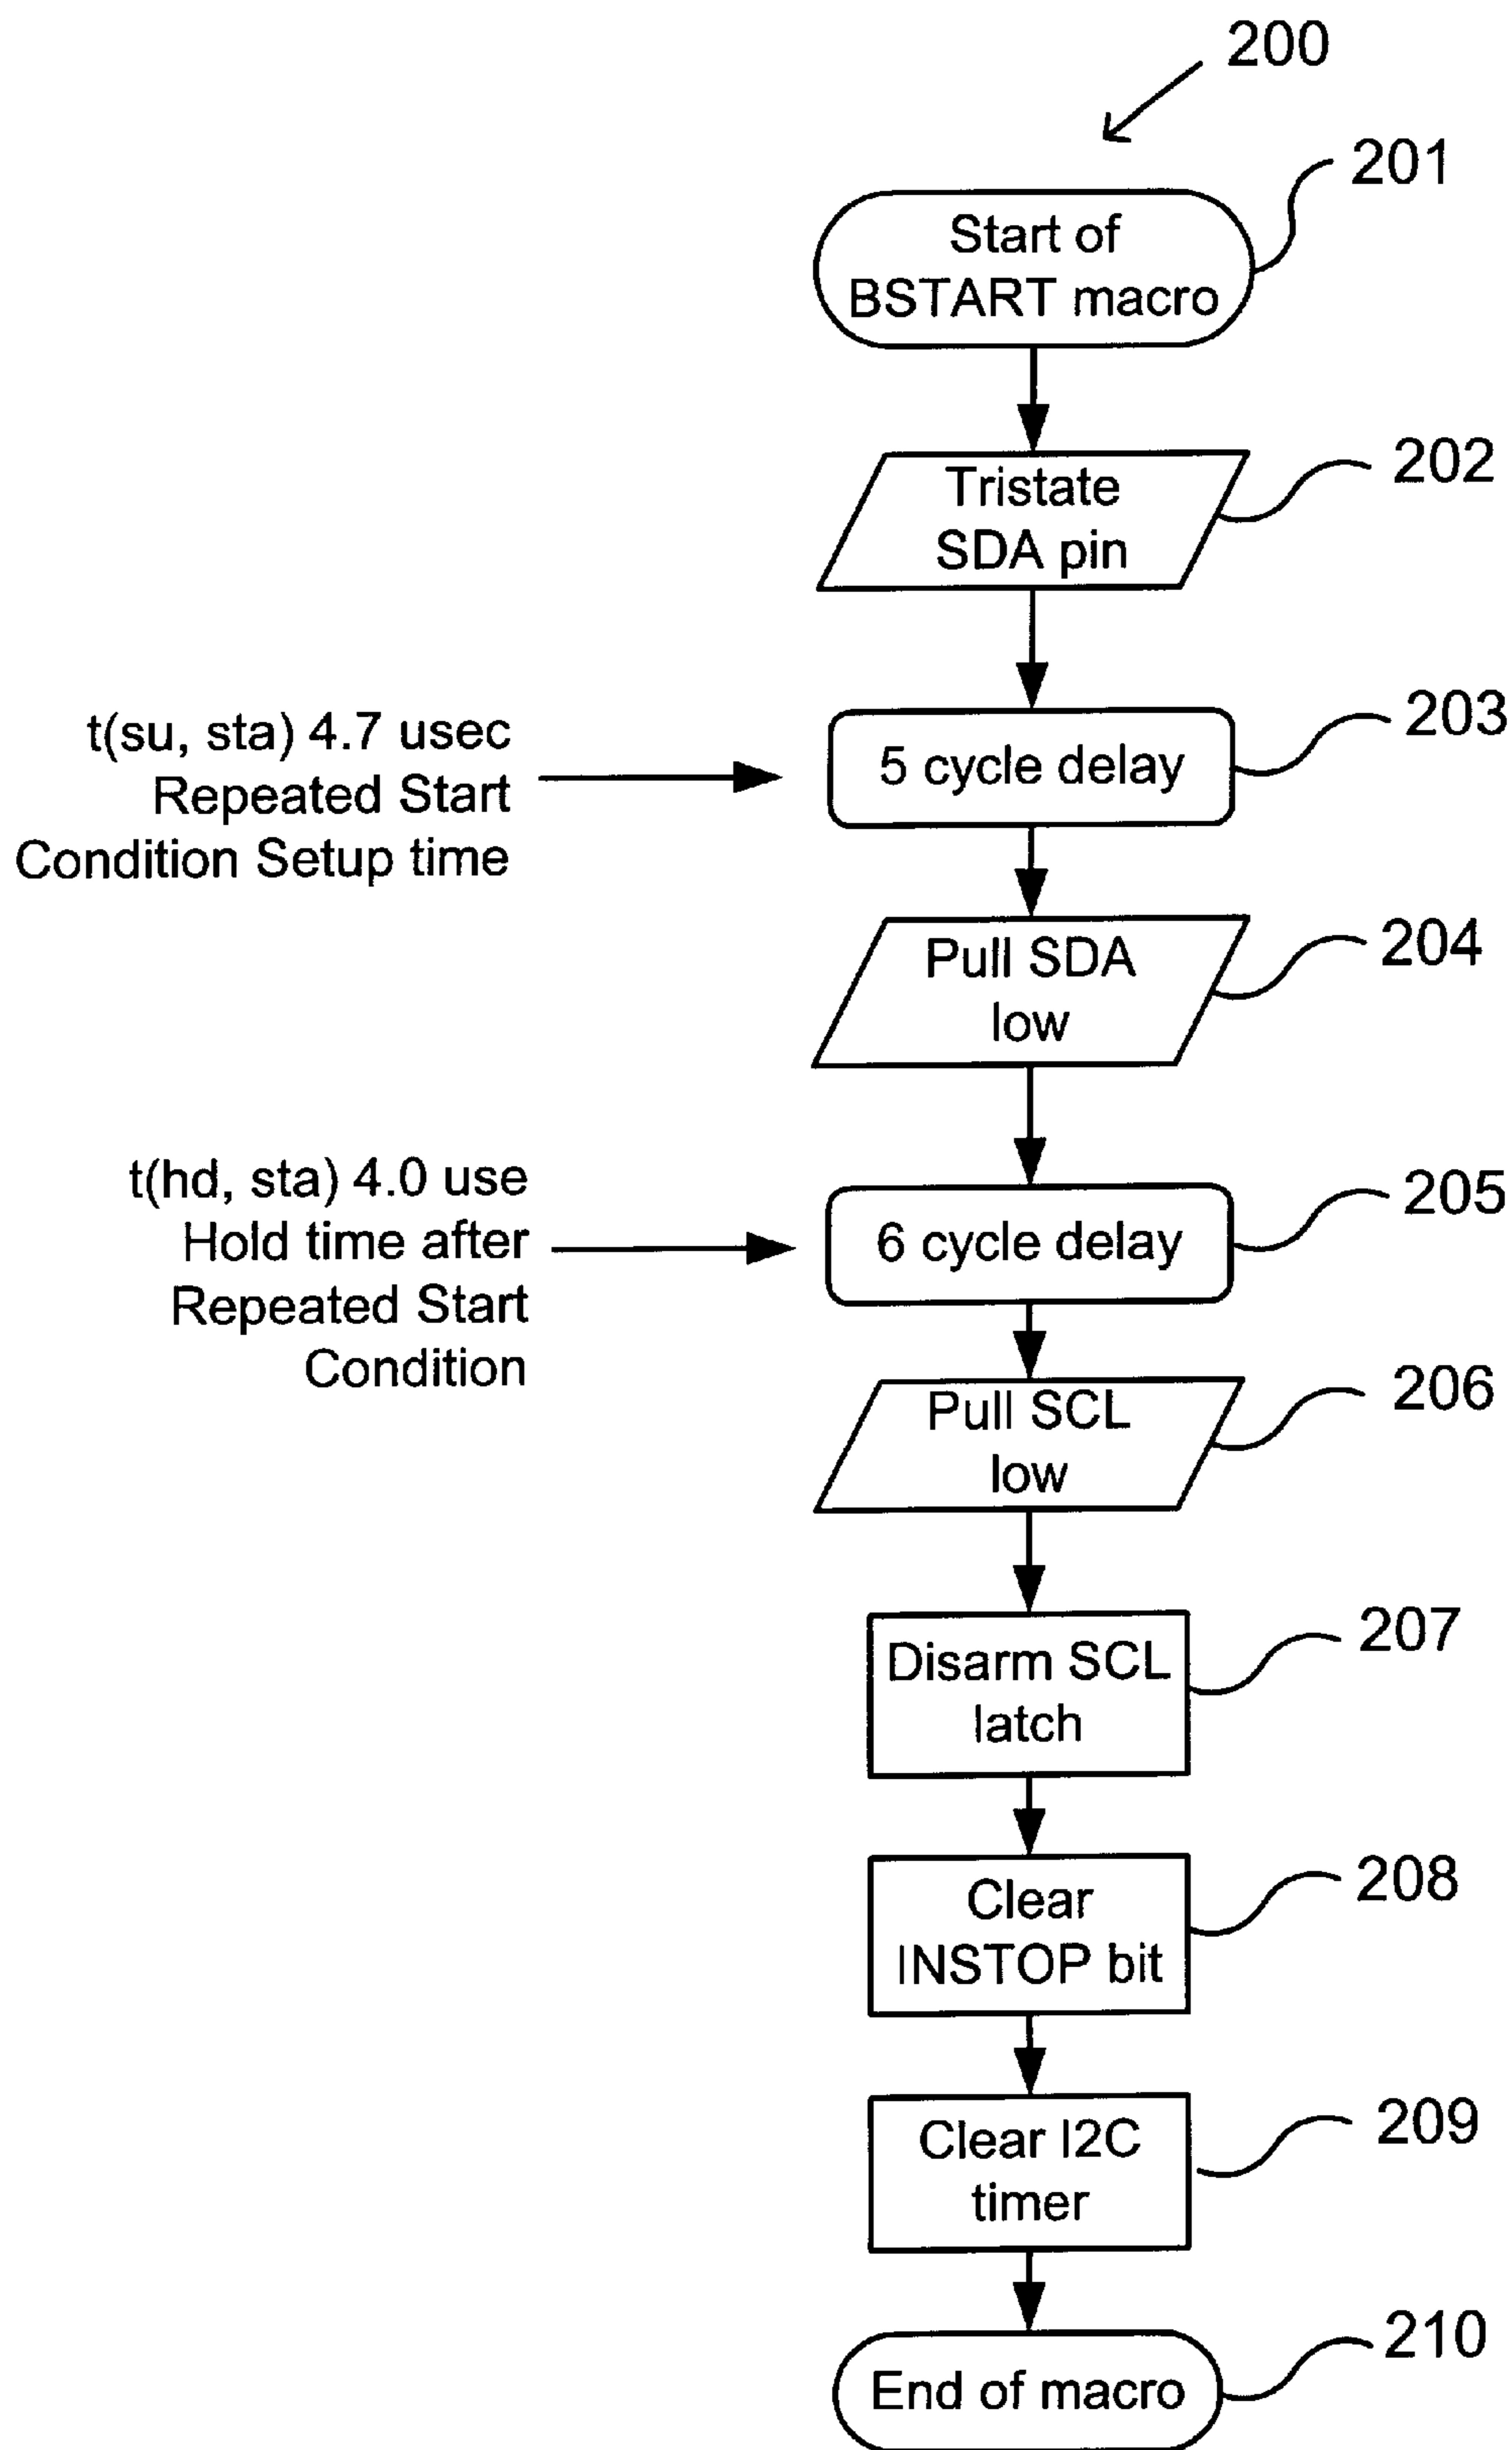 200
201
Start of
BSTART macro
202
Tristate
SDA pin
203
t(su, sta) 4.7 usec
Repeated Start
Condition Setup time
5 cycle delay
204
Pull SDA
low
205
t(hd, sta) 4.0 use
Hold time after
Repeated Start
Condition
6 cycle delay
206
Pull SCL
low
207
Disarm SCL
latch
208
Clear
INSTOP bit
209
Clear I2C
timer
210
End of macro